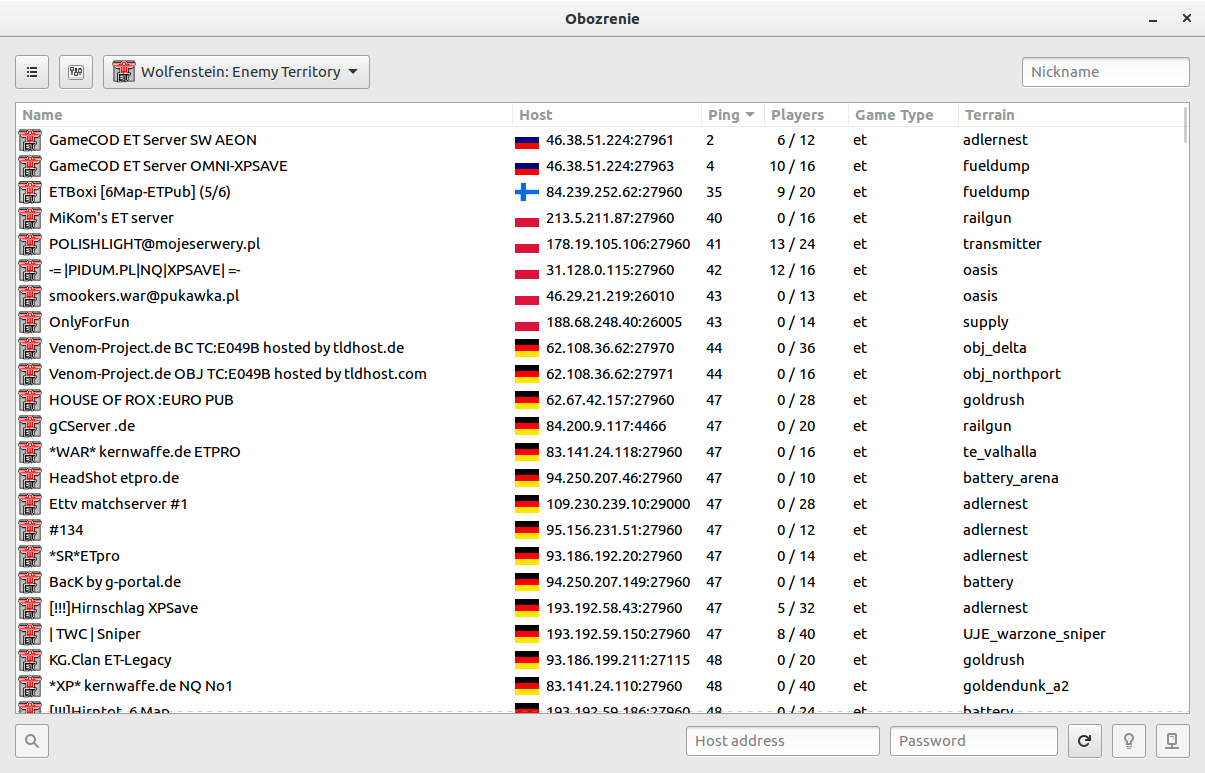 Obozrenie
Wolfenstein: Enemy Territory Nickname
Name Host Ping Players Game Type Terrain
GameCOD ET Server SW AEON 46.38.51.224:27961 2 6 / 12 et adlernest
GameCOD ET Server OMNI-XPSAVE 46.38.51.224:27963 4 10 / 16 et fueldump
ETBoxi [6Map-ETPub] (5/6) 84.239.252.62:27960 35 9 / 20 et fueldump
MiKom's ET server 213.5.211.87:27960 40 0 / 16 et railgun
POLISHLIGHT@mojeserwery.pl 178.19.105.106:27960 41 13 / 24 et transmitter
-= |PIDUM.PL|NQ|XPSAVE| =- 31.128.0.115:27960 42 12 / 16 et oasis
smookers.war@pukawka.pl 46.29.21.219:26010 43 0 / 13 et oasis
OnlyForFun 188.68.248.40:26005 43 0 / 14 et supply
Venom-Project.de BC TC:E049B hosted by tldhost.de 62.108.36.62:27970 44 0 / 36 et obj_delta
Venom-Project.de OBJ TC:E049B hosted by tldhost.com 62.108.36.62:27971 44 0 / 16 et obj_northport
HOUSE OF ROX :EURO PUB 62.67.42.157:27960 47 0 / 28 et goldrush
gCServer .de 84.200.9.117:4466 47 0 / 20 et railgun
*WAR* kernwaffe.de ETPRO 83.141.24.118:27960 47 0 / 16 et te_valhalla
HeadShot etpro.de 94.250.207.46:27960 47 0 / 10 et battery_arena
Ettv matchserver #1 109.230.239.10:29000 47 0 / 28 et adlernest
#134 95.156.231.51:27960 47 0 / 12 et adlernest
*SR*ETpro 93.186.192.20:27960 47 0 / 14 et adlernest
BacK by g-portal.de 94.250.207.149:27960 47 0 / 14 et battery
[!!!]Hirnschlag XPSave 193.192.58.43:27960 47 5 / 32 et adlernest
| TWC | Sniper 193.192.59.150:27960 47 8 / 40 et UJE_warzone_sniper
KG.Clan ET-Legacy 93.186.199.211:27115 48 0 / 20 et goldrush
*XP* kernwaffe.de NQ No1 83.141.24.110:27960 48 0 / 40 et goldendunk_a2
[!!!]Hirntot 6 Map 193.192.59.186:27960 48 0 / 24 et battery
Host address Password